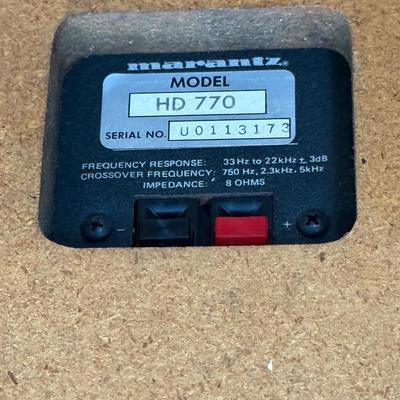 marantz®
MODEL
HD 770
SERIAL NO. U0113173
FREQUENCY RESPONSE: 33Hz to 22kHz ± 3dB
CROSSOVER FREQUENCY: 750 Hz, 2.3kHz, 5kHz
IMPEDANCE: 8 OHMS
− +